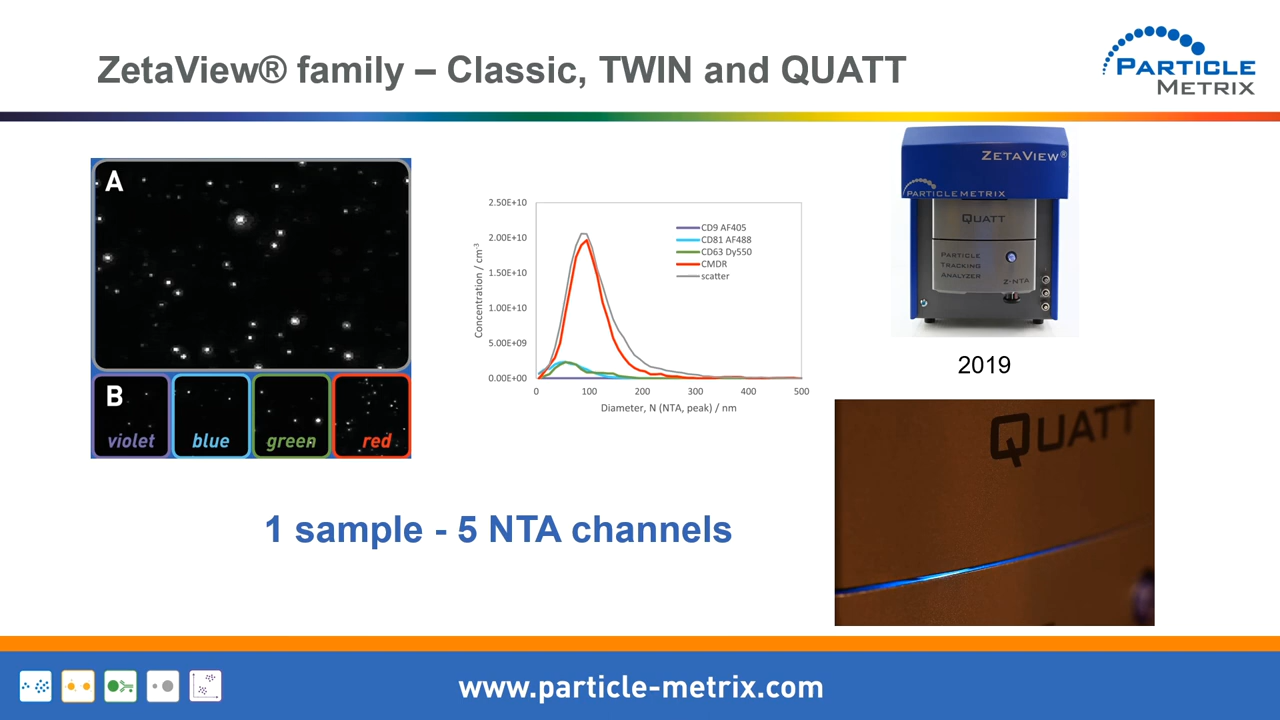 ZetaView® family – Classic, TWIN and QUATT
PARTICLE
METRIX
A
B
violet
blue
green
red
2.50E+10
2.00E+10
1.50E+10
1.00E+10
5.00E+09
0.00E+00
Concentration / cm⁻³
CD9 AF405
CD81 AF488
CD63 Dy550
CMDR
scatter
0 100 200 300 400 500
Diameter, N (NTA, peak) / nm
ZETAVIEW®
PARTICLE METRIX
QUATT
PARTICLE
TRACKING
ANALYZER
Z-NTA
2019
QUATT
1 sample - 5 NTA channels
www.particle-metrix.com